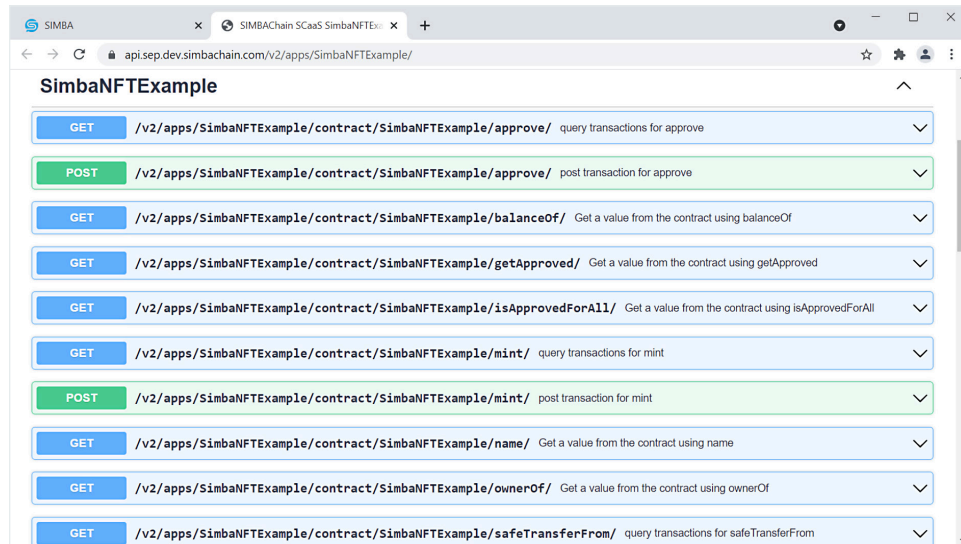 SIMBA
SIMBAChain SCaaS SimbaNFTExa
api.sep.dev.simbachain.com/v2/apps/SimbaNFTExample/
SimbaNFTExample
GET /v2/apps/SimbaNFTExample/contract/SimbaNFTExample/approve/ query transactions for approve
POST /v2/apps/SimbaNFTExample/contract/SimbaNFTExample/approve/ post transaction for approve
GET /v2/apps/SimbaNFTExample/contract/SimbaNFTExample/balanceOf/ Get a value from the contract using balanceOf
GET /v2/apps/SimbaNFTExample/contract/SimbaNFTExample/getApproved/ Get a value from the contract using getApproved
GET /v2/apps/SimbaNFTExample/contract/SimbaNFTExample/isApprovedForAll/ Get a value from the contract using isApprovedForAll
GET /v2/apps/SimbaNFTExample/contract/SimbaNFTExample/mint/ query transactions for mint
POST /v2/apps/SimbaNFTExample/contract/SimbaNFTExample/mint/ post transaction for mint
GET /v2/apps/SimbaNFTExample/contract/SimbaNFTExample/name/ Get a value from the contract using name
GET /v2/apps/SimbaNFTExample/contract/SimbaNFTExample/ownerOf/ Get a value from the contract using ownerOf
GET /v2/apps/SimbaNFTExample/contract/SimbaNFTExample/safeTransferFrom/ query transactions for safeTransferFrom